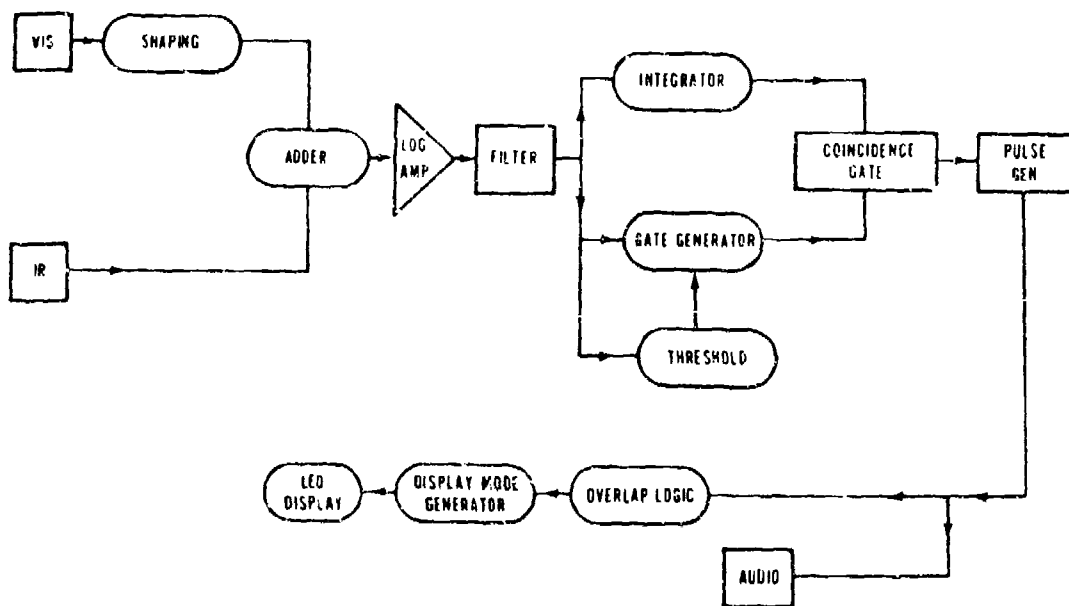 VIS
SHAPING
ADDER
LOG
AMP
FILTER
INTEGRATOR
COINCIDENCE
GATE
PULSE
GEN
IR
GATE GENERATOR
THRESHOLD
LED
DISPLAY
DISPLAY MODE
GENERATOR
OVERLAP LOGIC
AUDIO